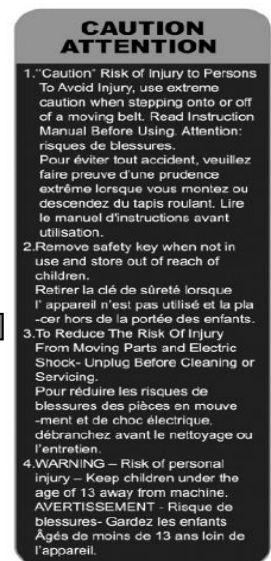 CAUTION
ATTENTION
1."Caution" Risk of Injury to Persons
To Avoid Injury, use extreme
caution when stepping onto or off
of a moving belt. Read Instruction
Manual Before Using. Attention:
risques de blessures.
Pour éviter tout accident, veuillez
faire preuve d'une prudence
extrême lorsque vous montez ou
descendez du tapis roulant. Lire
le manuel d'instructions avant
utilisation.
2.Remove safety key when not in
use and store out of reach of
children.
Retirer la clé de sûreté lorsque
l' appareil n'est pas utilisé et la pla
-cer hors de la portée des enfants.
3.To Reduce The Risk Of Injury
From Moving Parts and Electric
Shock- Unplug Before Cleaning or
Servicing.
Pour réduire les risques de
blessures des pièces en mouve
-ment et de choc électrique,
débranchez avant le nettoyage ou
l'entretien.
4.WARNING – Risk of personal
injury – Keep children under the
age of 13 away from machine.
AVERTISSEMENT - Risque de
blessures- Gardez les enfants
Âgés de moins de 13 ans loin de
l'appareil.